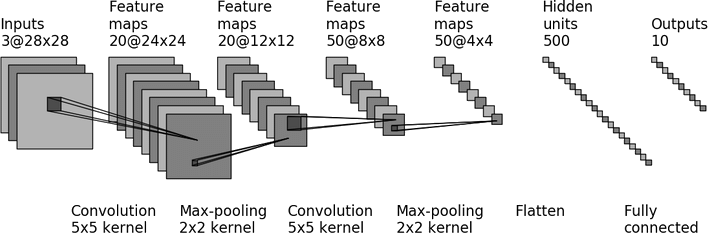 Inputs
3@28x28
Feature
maps
20@24x24
Feature
maps
20@12x12
Feature
maps
50@8x8
Feature
maps
50@4x4
Hidden
units
500
Outputs
10
Convolution
5x5 kernel
Max-pooling
2x2 kernel
Convolution
5x5 kernel
Max-pooling
2x2 kernel
Flatten
Fully
connected